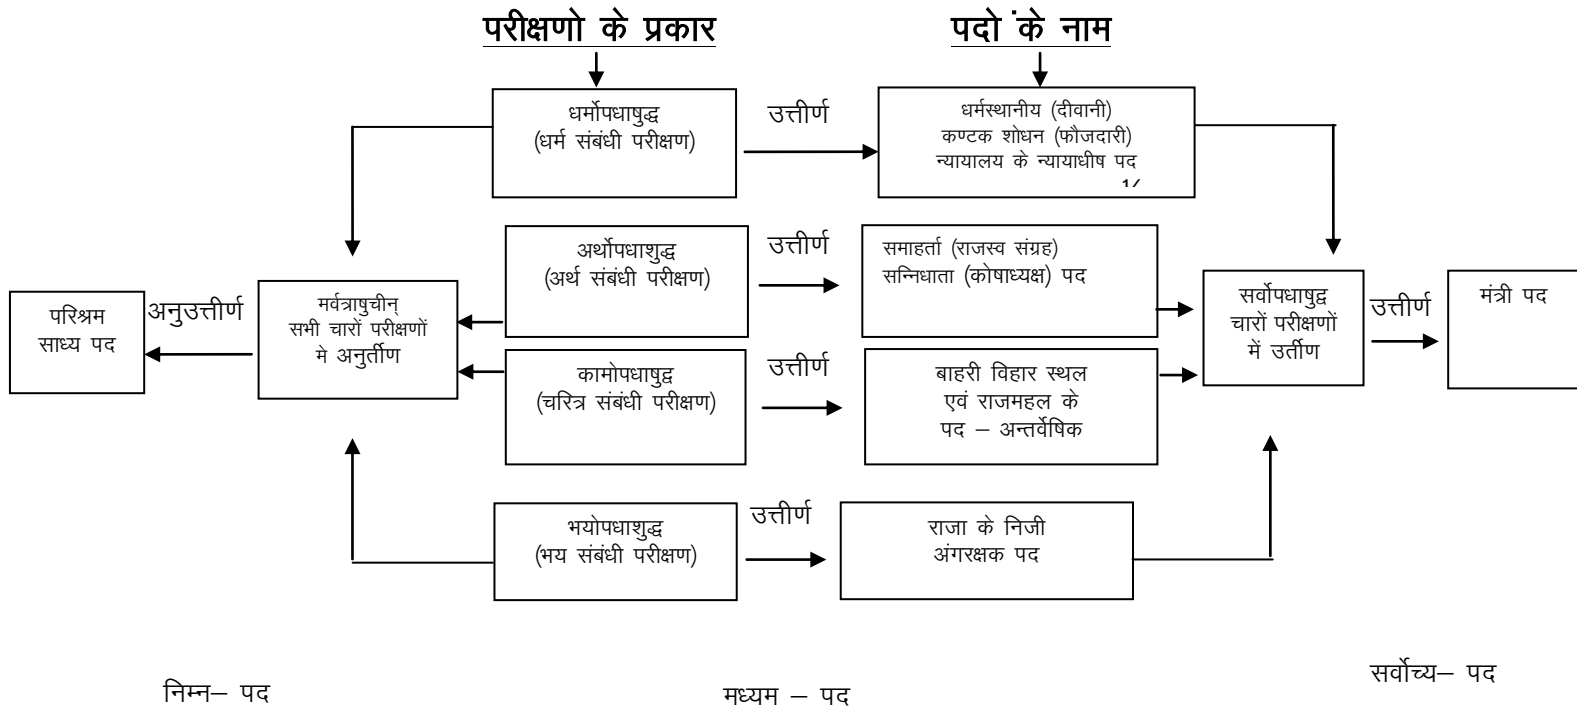 परीक्षणो के प्रकार
पदों के नाम
धर्मोपधाषुद्ध
(धर्म संबंधी परीक्षण)
उत्तीर्ण
धर्मस्थानीय (दीवानी)
कण्टक शोधन (फौजदारी)
न्यायालय के न्यायाधीष पद
अर्थोपधाशुद्ध
(अर्थ संबंधी परीक्षण)
उत्तीर्ण
समाहर्ता (राजस्व संग्रह)
सन्निधाता (कोषाध्यक्ष) पद
परिश्रम
साध्य पद
अनुउत्तीर्ण
मर्वत्राषुचीन्
सभी चारों परीक्षणों
मे अनुर्तीण
सर्वोपधाषुद्व
चारों परीक्षणों
में उर्तीण
उत्तीर्ण
मंत्री पद
कामोपधाषुद्व
(चरित्र संबंधी परीक्षण)
उत्तीर्ण
बाहरी विहार स्थल
एवं राजमहल के
पद – अन्तर्वेषिक
भयोपधाशुद्ध
(भय संबंधी परीक्षण)
उत्तीर्ण
राजा के निजी
अंगरक्षक पद
निम्न– पद
मध्यम – पद
सर्वोच्य– पद